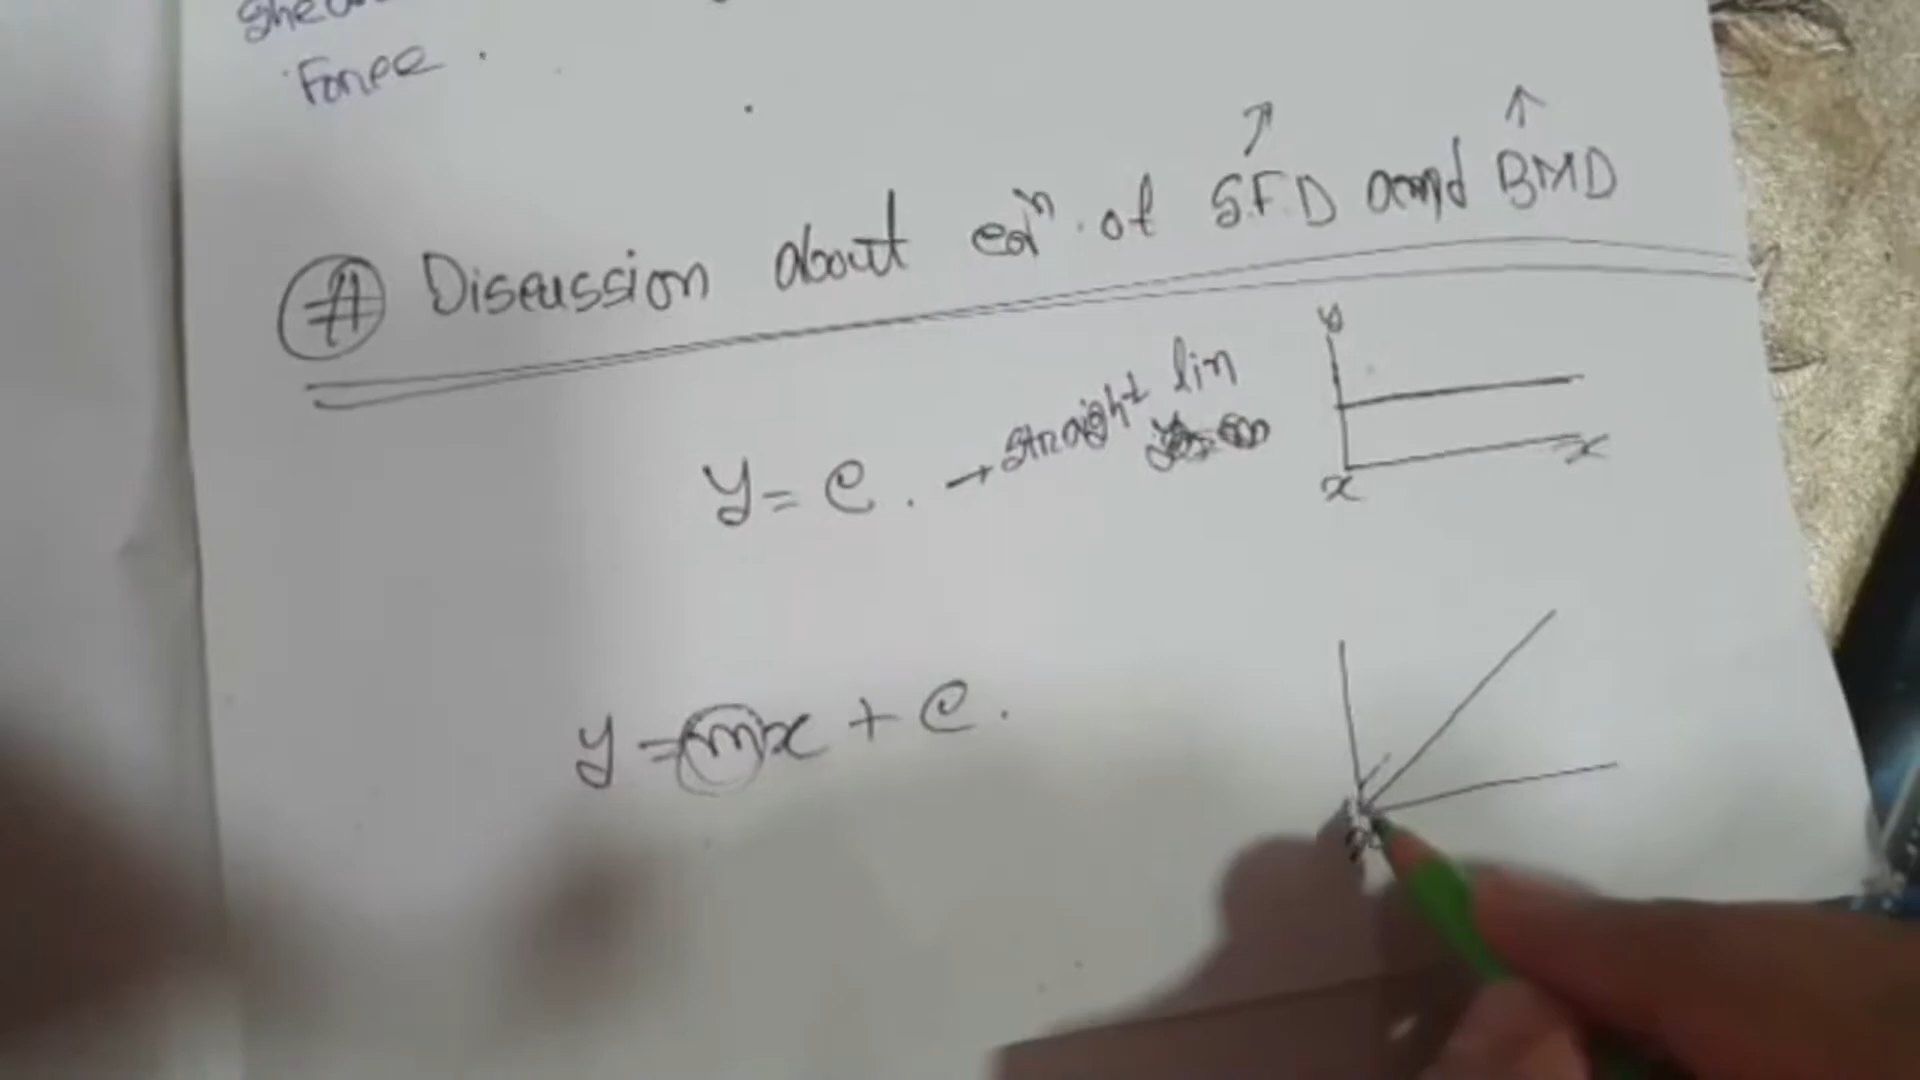 Force .
# Discussion about eqⁿ. of S.F.D and BMD
y = c . → straight lin
y
x
x
y = mx + c .